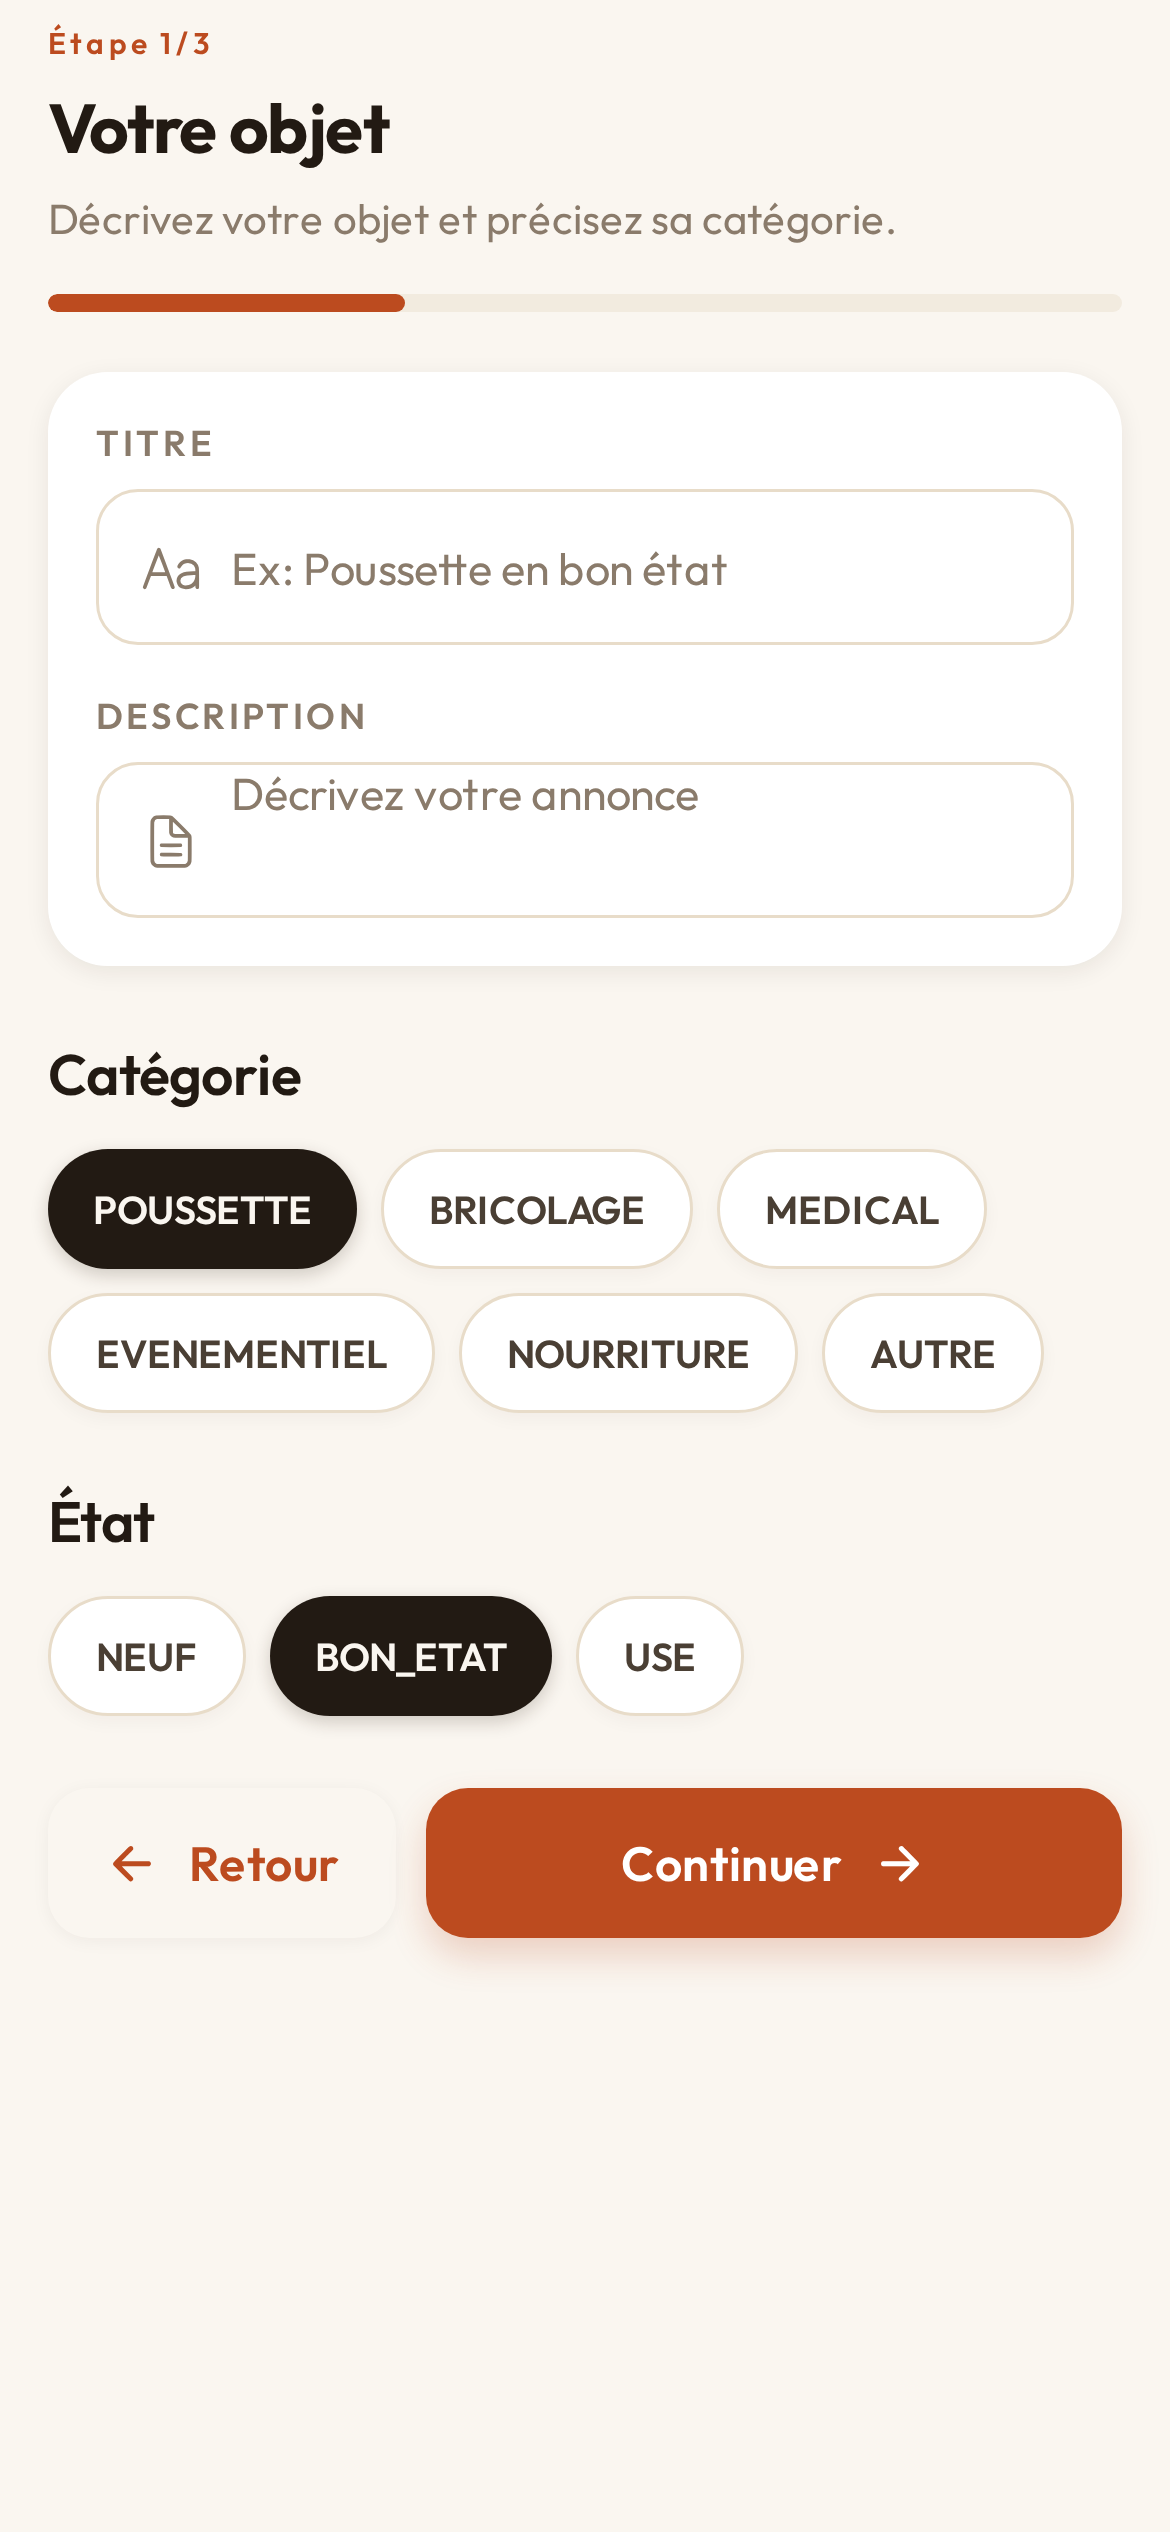 Étape 1/3
Votre objet
Décrivez votre objet et précisez sa catégorie.
TITRE
Aa Ex: Poussette en bon état
DESCRIPTION
Décrivez votre annonce
Catégorie
POUSSETTE BRICOLAGE MEDICAL
EVENEMENTIEL NOURRITURE AUTRE
État
NEUF BON_ETAT USE
Retour Continuer